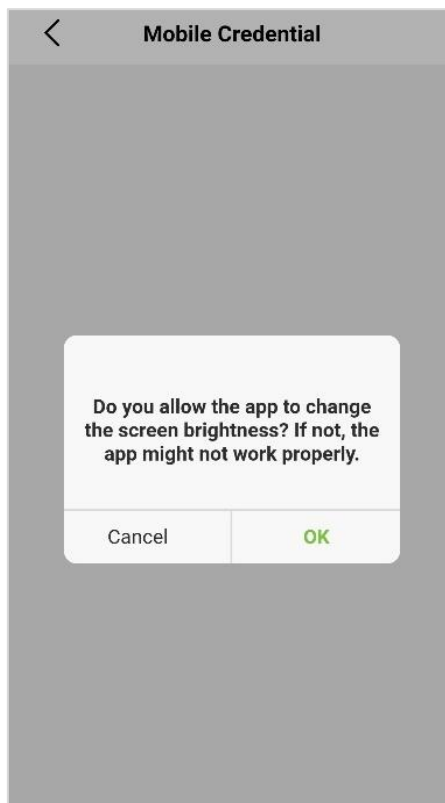 Mobile Credential
Do you allow the app to change
the screen brightness? If not, the
app might not work properly.
Cancel
OK